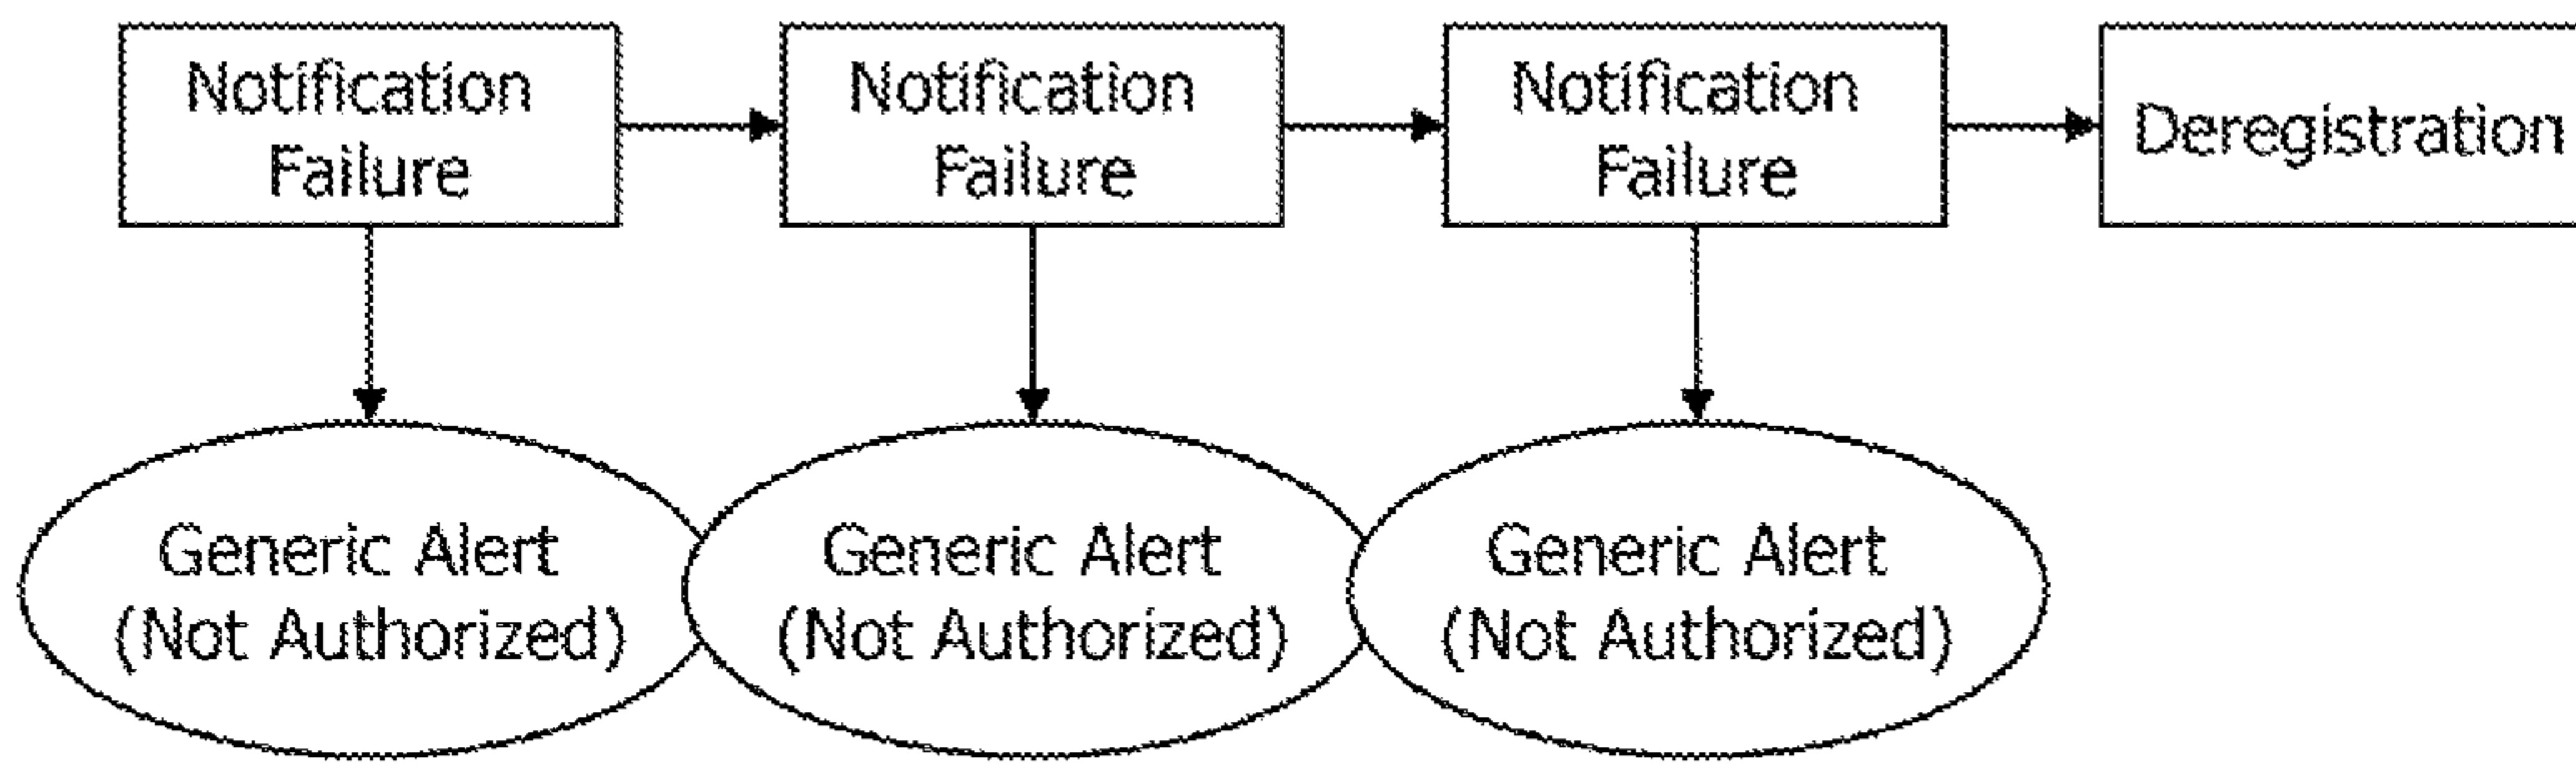 Notification
Failure
Notification
Failure
Notification
Failure
Deregistration
Generic Alert
(Not Authorized)
Generic Alert
(Not Authorized)
Generic Alert
(Not Authorized)